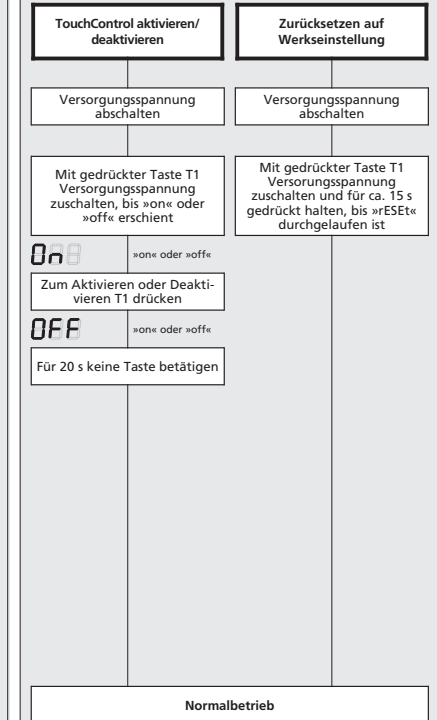 TouchControl aktivieren/
deaktivieren
Versorgungsspannung
abschalten
Mit gedrückter Taste T1
Versorgungsspannung
zuschalten, bis »on« oder
»off« erschient
On
»on« oder »off«
Zum Aktivieren oder Deakti-
vieren T1 drücken
OFF
»on« oder »off«
Für 20 s keine Taste betätigen
Zurücksetzen auf
Werkseinstellung
Versorgungsspannung
abschalten
Mit gedrückter Taste T1
Versorungsspannung
zuschalten und für ca. 15 s
gedrückt halten, bis »rESEt«
durchgelaufen ist
Normalbetrieb